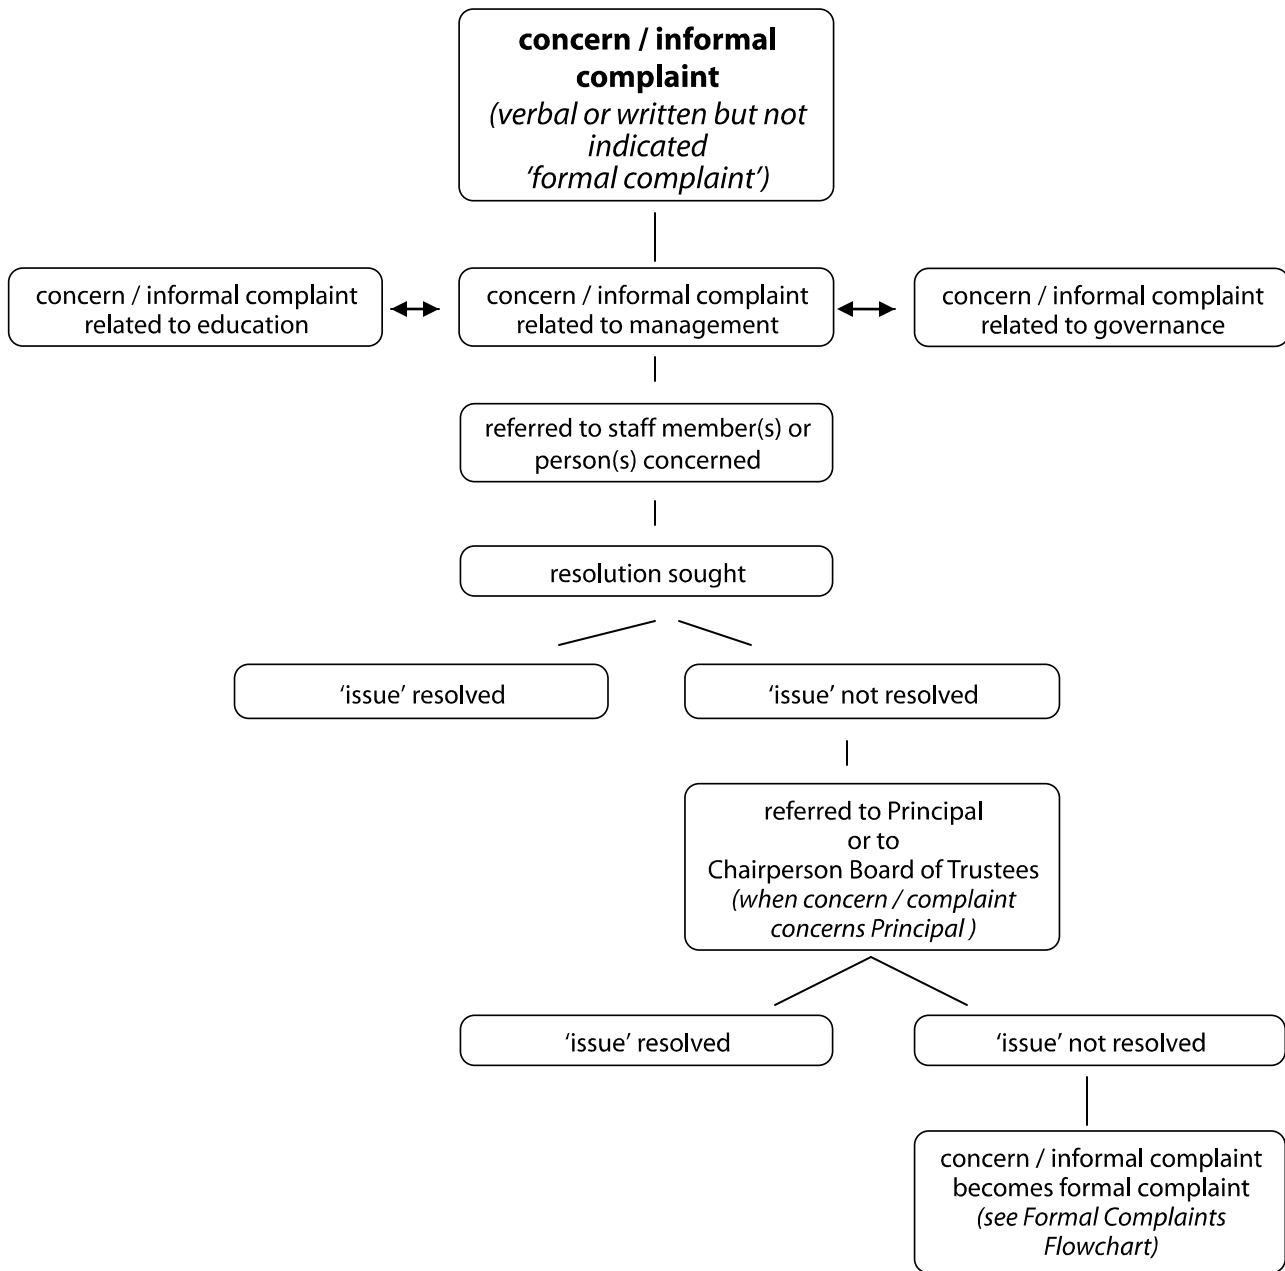 concern / informal
complaint
(verbal or written but not
indicated
‘formal complaint’)
concern / informal complaint
related to education
concern / informal complaint
related to management
concern / informal complaint
related to governance
referred to staff member(s) or
person(s) concerned
resolution sought
‘issue’ resolved
‘issue’ not resolved
referred to Principal
or to
Chairperson Board of Trustees
(when concern / complaint
concerns Principal )
‘issue’ resolved
‘issue’ not resolved
concern / informal complaint
becomes formal complaint
(see Formal Complaints
Flowchart)